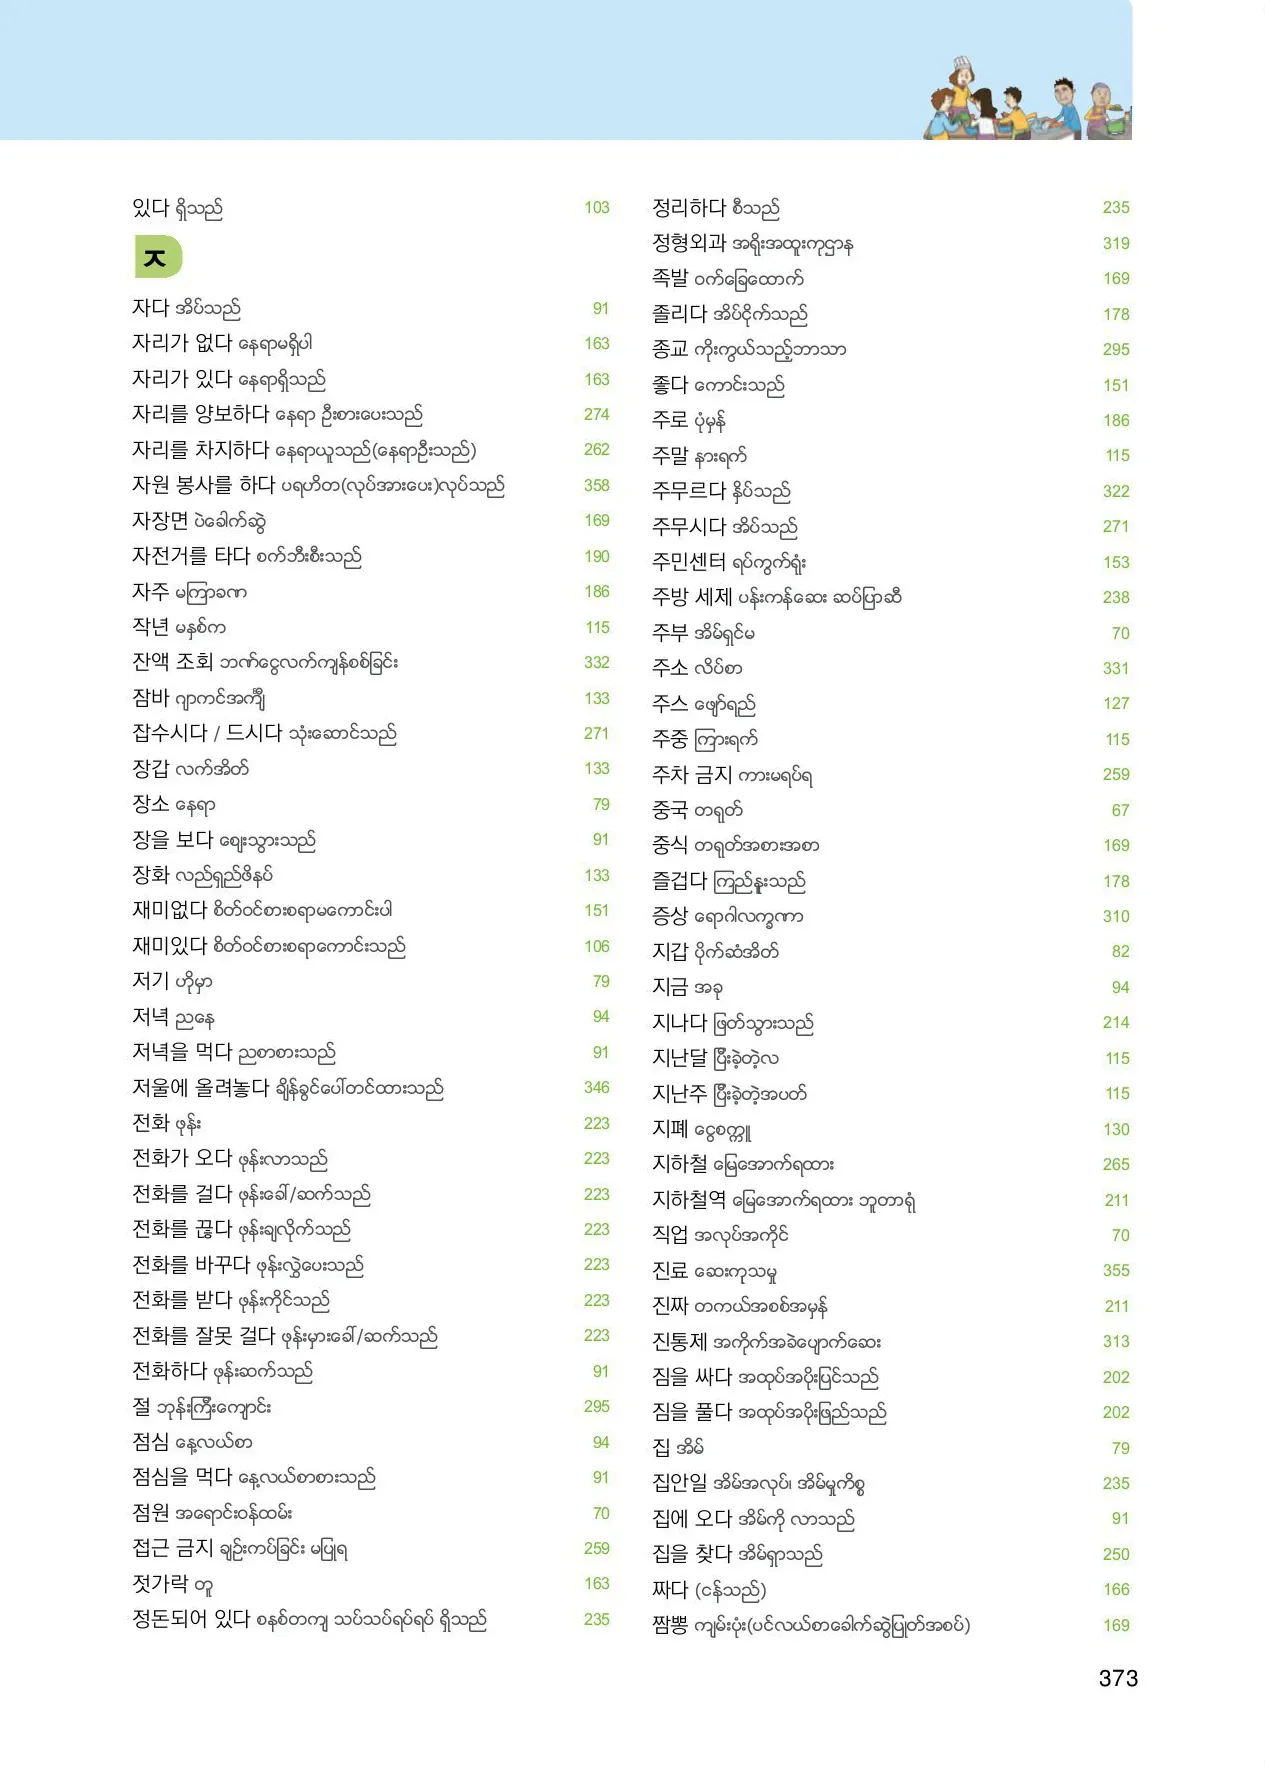 있다 ရှိသည် 103
ㅈ
자다 အိပ်သည် 91
자리가 없다 နေရာမရှိပါ 163
자리가 있다 နေရာရှိသည် 163
자리를 양보하다 နေရာ ဦးစားပေးသည် 274
자리를 차지하다 နေရာယူသည်(နေရာဦးသည်) 262
자원 봉사를 하다 ပရဟိတ(လုပ်အားပေး)လုပ်သည် 358
자장면 ပဲခေါက်ဆွဲ 169
자전거를 타다 စက်ဘီးစီးသည် 190
자주 မကြာခဏ 186
작년 မနှစ်က 115
잔액 조회 ဘဏ်ငွေလက်ကျန်စစ်ခြင်း 332
잠바 ဂျာကင်အင်္ကျီ 133
잡수시다 / 드시다 သုံးဆောင်သည် 271
장갑 လက်အိတ် 133
장소 နေရာ 79
장을 보다 ဈေးသွားသည် 91
장화 လည်ရှည်ဖိနပ် 133
재미없다 စိတ်ဝင်စားစရာမကောင်းပါ 151
재미있다 စိတ်ဝင်စားစရာကောင်းသည် 106
저기 ဟိုမှာ 79
저녁 ညနေ 94
저녁을 먹다 ညစာစားသည် 91
저울에 올려놓다 ချိန်ခွင်ပေါ်တင်ထားသည် 346
전화 ဖုန်း 223
전화가 오다 ဖုန်းလာသည် 223
전화를 걸다 ဖုန်းခေါ်/ဆက်သည် 223
전화를 끊다 ဖုန်းချလိုက်သည် 223
전화를 바꾸다 ဖုန်းလွှဲပေးသည် 223
전화를 받다 ဖုန်းကိုင်သည် 223
전화를 잘못 걸다 ဖုန်းမှားခေါ်/ဆက်သည် 223
전화하다 ဖုန်းဆက်သည် 91
절 ဘုန်းကြီးကျောင်း 295
점심 နေ့လယ်စာ 94
점심을 먹다 နေ့လယ်စာစားသည် 91
점원 အရောင်းဝန်ထမ်း 70
접근 금지 ချဉ်းကပ်ခြင်း မပြုရ 259
젓가락 တူ 163
정돈되어 있다 စနစ်တကျ သပ်သပ်ရပ်ရပ် ရှိသည် 235
정리하다 စီသည် 235
정형외과 အရိုးအထူးကုဌာန 319
족발 ဝက်ခြေထောက် 169
졸리다 အိပ်ငိုက်သည် 178
종교 ကိုးကွယ်သည့်ဘာသာ 295
좋다 ကောင်းသည် 151
주로 ပုံမှန် 186
주말 နားရက် 115
주무르다 နှိပ်သည် 322
주무시다 အိပ်သည် 271
주민센터 ရပ်ကွက်ရုံး 153
주방 세제 ပန်းကန်ဆေး ဆပ်ပြာဆီ 238
주부 အိမ်ရှင်မ 70
주소 လိပ်စာ 331
주스 ဖျော်ရည် 127
주중 ကြားရက် 115
주차 금지 ကားမရပ်ရ 259
중국 တရုတ် 67
중식 တရုတ်အစားအစာ 169
즐겁다 ကြည်နူးသည် 178
증상 ရောဂါလက္ခဏာ 310
지갑 ပိုက်ဆံအိတ် 82
지금 အခု 94
지나다 ဖြတ်သွားသည် 214
지난달 ပြီးခဲ့တဲ့လ 115
지난주 ပြီးခဲ့တဲ့အပတ် 115
지폐 ငွေစက္ကူ 130
지하철 မြေအောက်ရထား 265
지하철역 မြေအောက်ရထား ဘူတာရုံ 211
직업 အလုပ်အကိုင် 70
진료 ဆေးကုသမှု 355
진짜 တကယ်အစစ်အမှန် 211
진통제 အကိုက်အခဲပျောက်ဆေး 313
짐을 싸다 အထုပ်အပိုးပြင်သည် 202
짐을 풀다 အထုပ်အပိုးဖြည်သည် 202
집 အိမ် 79
집안일 အိမ်အလုပ်၊ အိမ်မှုကိစ္စ 235
집에 오다 အိမ်ကို လာသည် 91
집을 찾다 အိမ်ရှာသည် 250
짜다 (ငန်သည်) 166
짬뽕 ကျမ်းပုံး(ပင်လယ်စာခေါက်ဆွဲပြုတ်အစပ်) 169
373